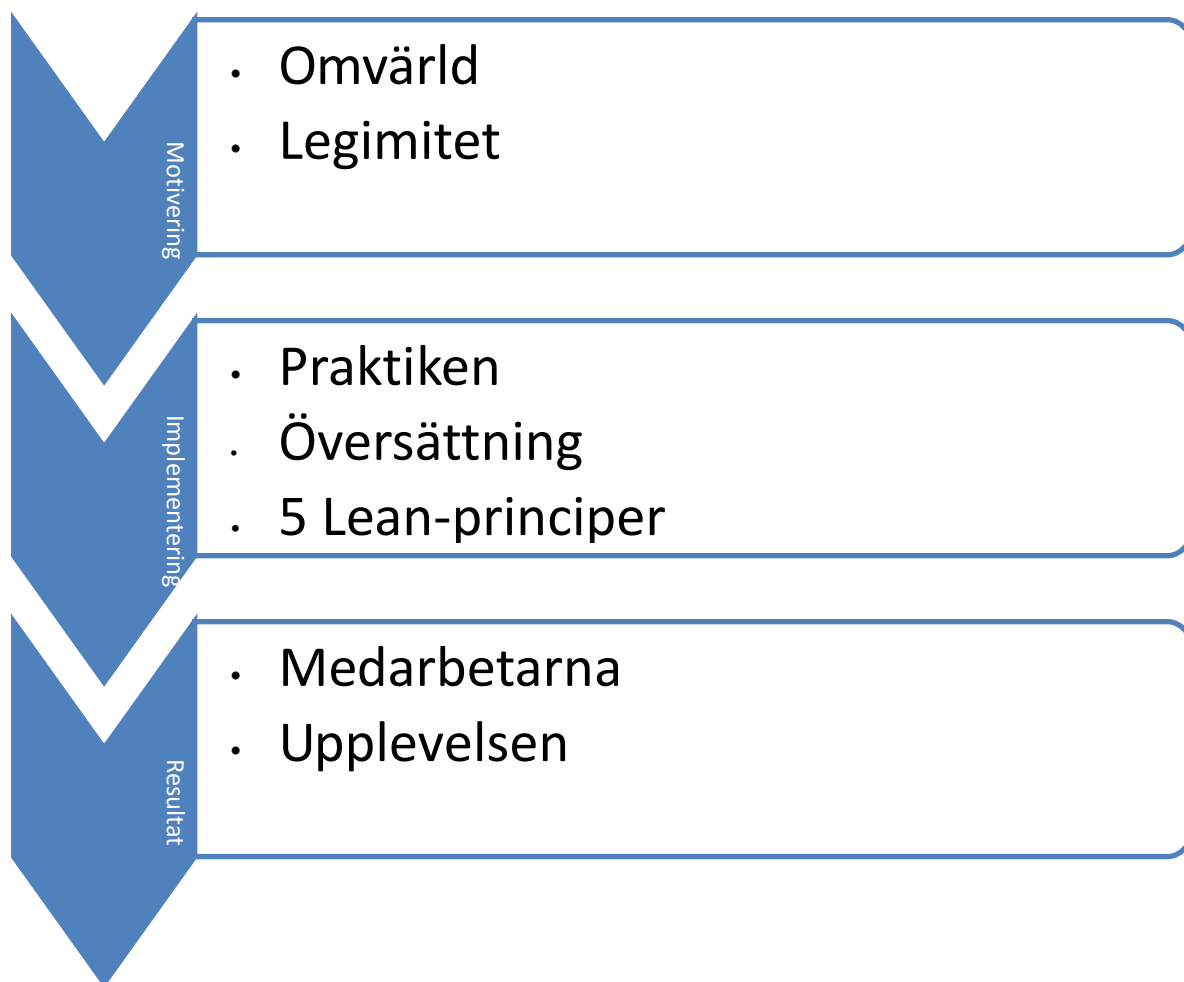 Motivering
• Omvärld
• Legimitet
Implementering
• Praktiken
• Översättning
• 5 Lean-principer
Resultat
• Medarbetarna
• Upplevelsen